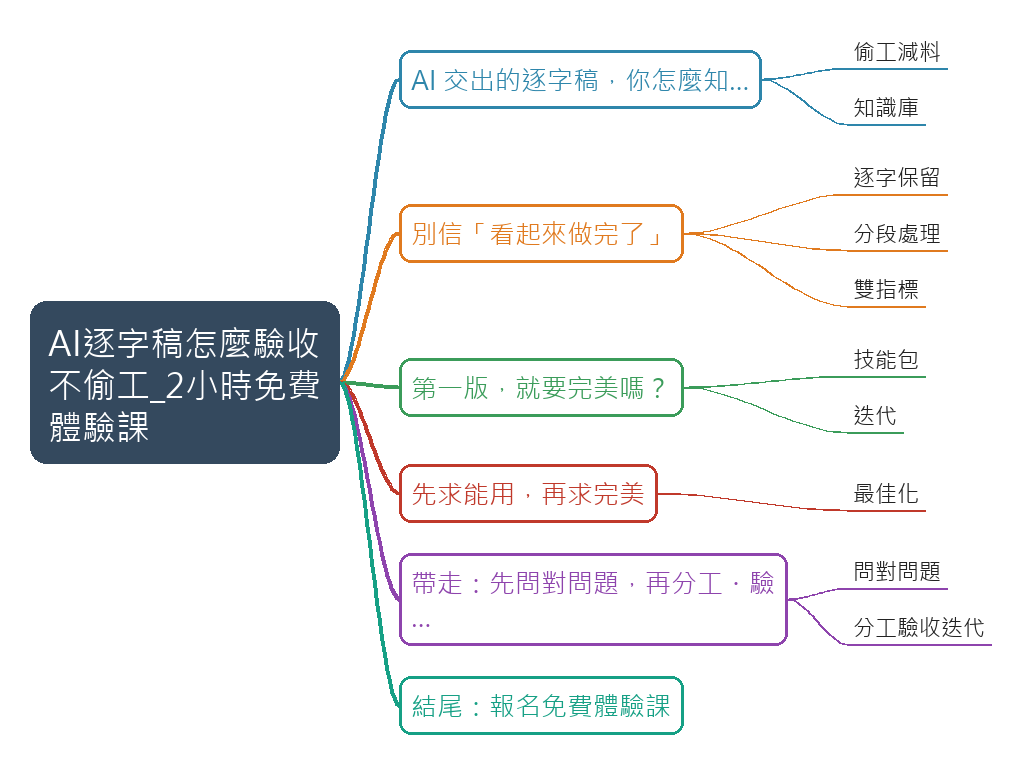 AI逐字稿怎麼驗收
不偷工_2小時免費
體驗課
AI 交出的逐字稿，你怎麼知...
偷工減料
知識庫
別信「看起來做完了」
逐字保留
分段處理
雙指標
第一版，就要完美嗎？
技能包
迭代
先求能用，再求完美
最佳化
帶走：先問對問題，再分工・驗
...
問對問題
分工驗收迭代
結尾：報名免費體驗課